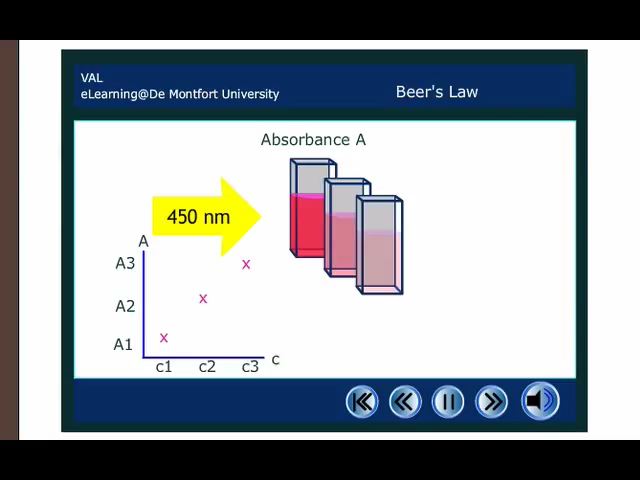 VAL
eLearning@De Montfort University
Beer's Law
Absorbance A
450 nm
A
A3
x
A2
x
A1
x
c
c1 c2 c3